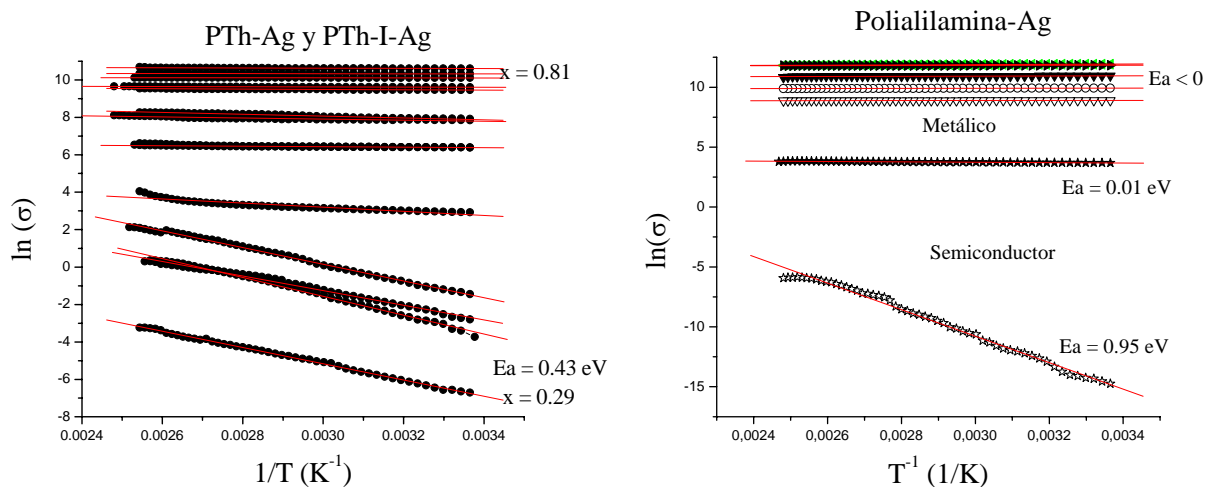 PTh-Ag y PTh-I-Ag
ln (σ)
10
8
6
4
2
0
-2
-4
-6
-8
x = 0.81
Ea = 0.43 eV
x = 0.29
0.0024 0.0026 0.0028 0.0030 0.0032 0.0034
1/T (K⁻¹)
Polialilamina-Ag
ln(σ)
10
5
0
-5
-10
-15
Ea < 0
Metálico
Ea = 0.01 eV
Semiconductor
Ea = 0.95 eV
0,0024 0,0026 0,0028 0,0030 0,0032 0,0034
T⁻¹ (1/K)